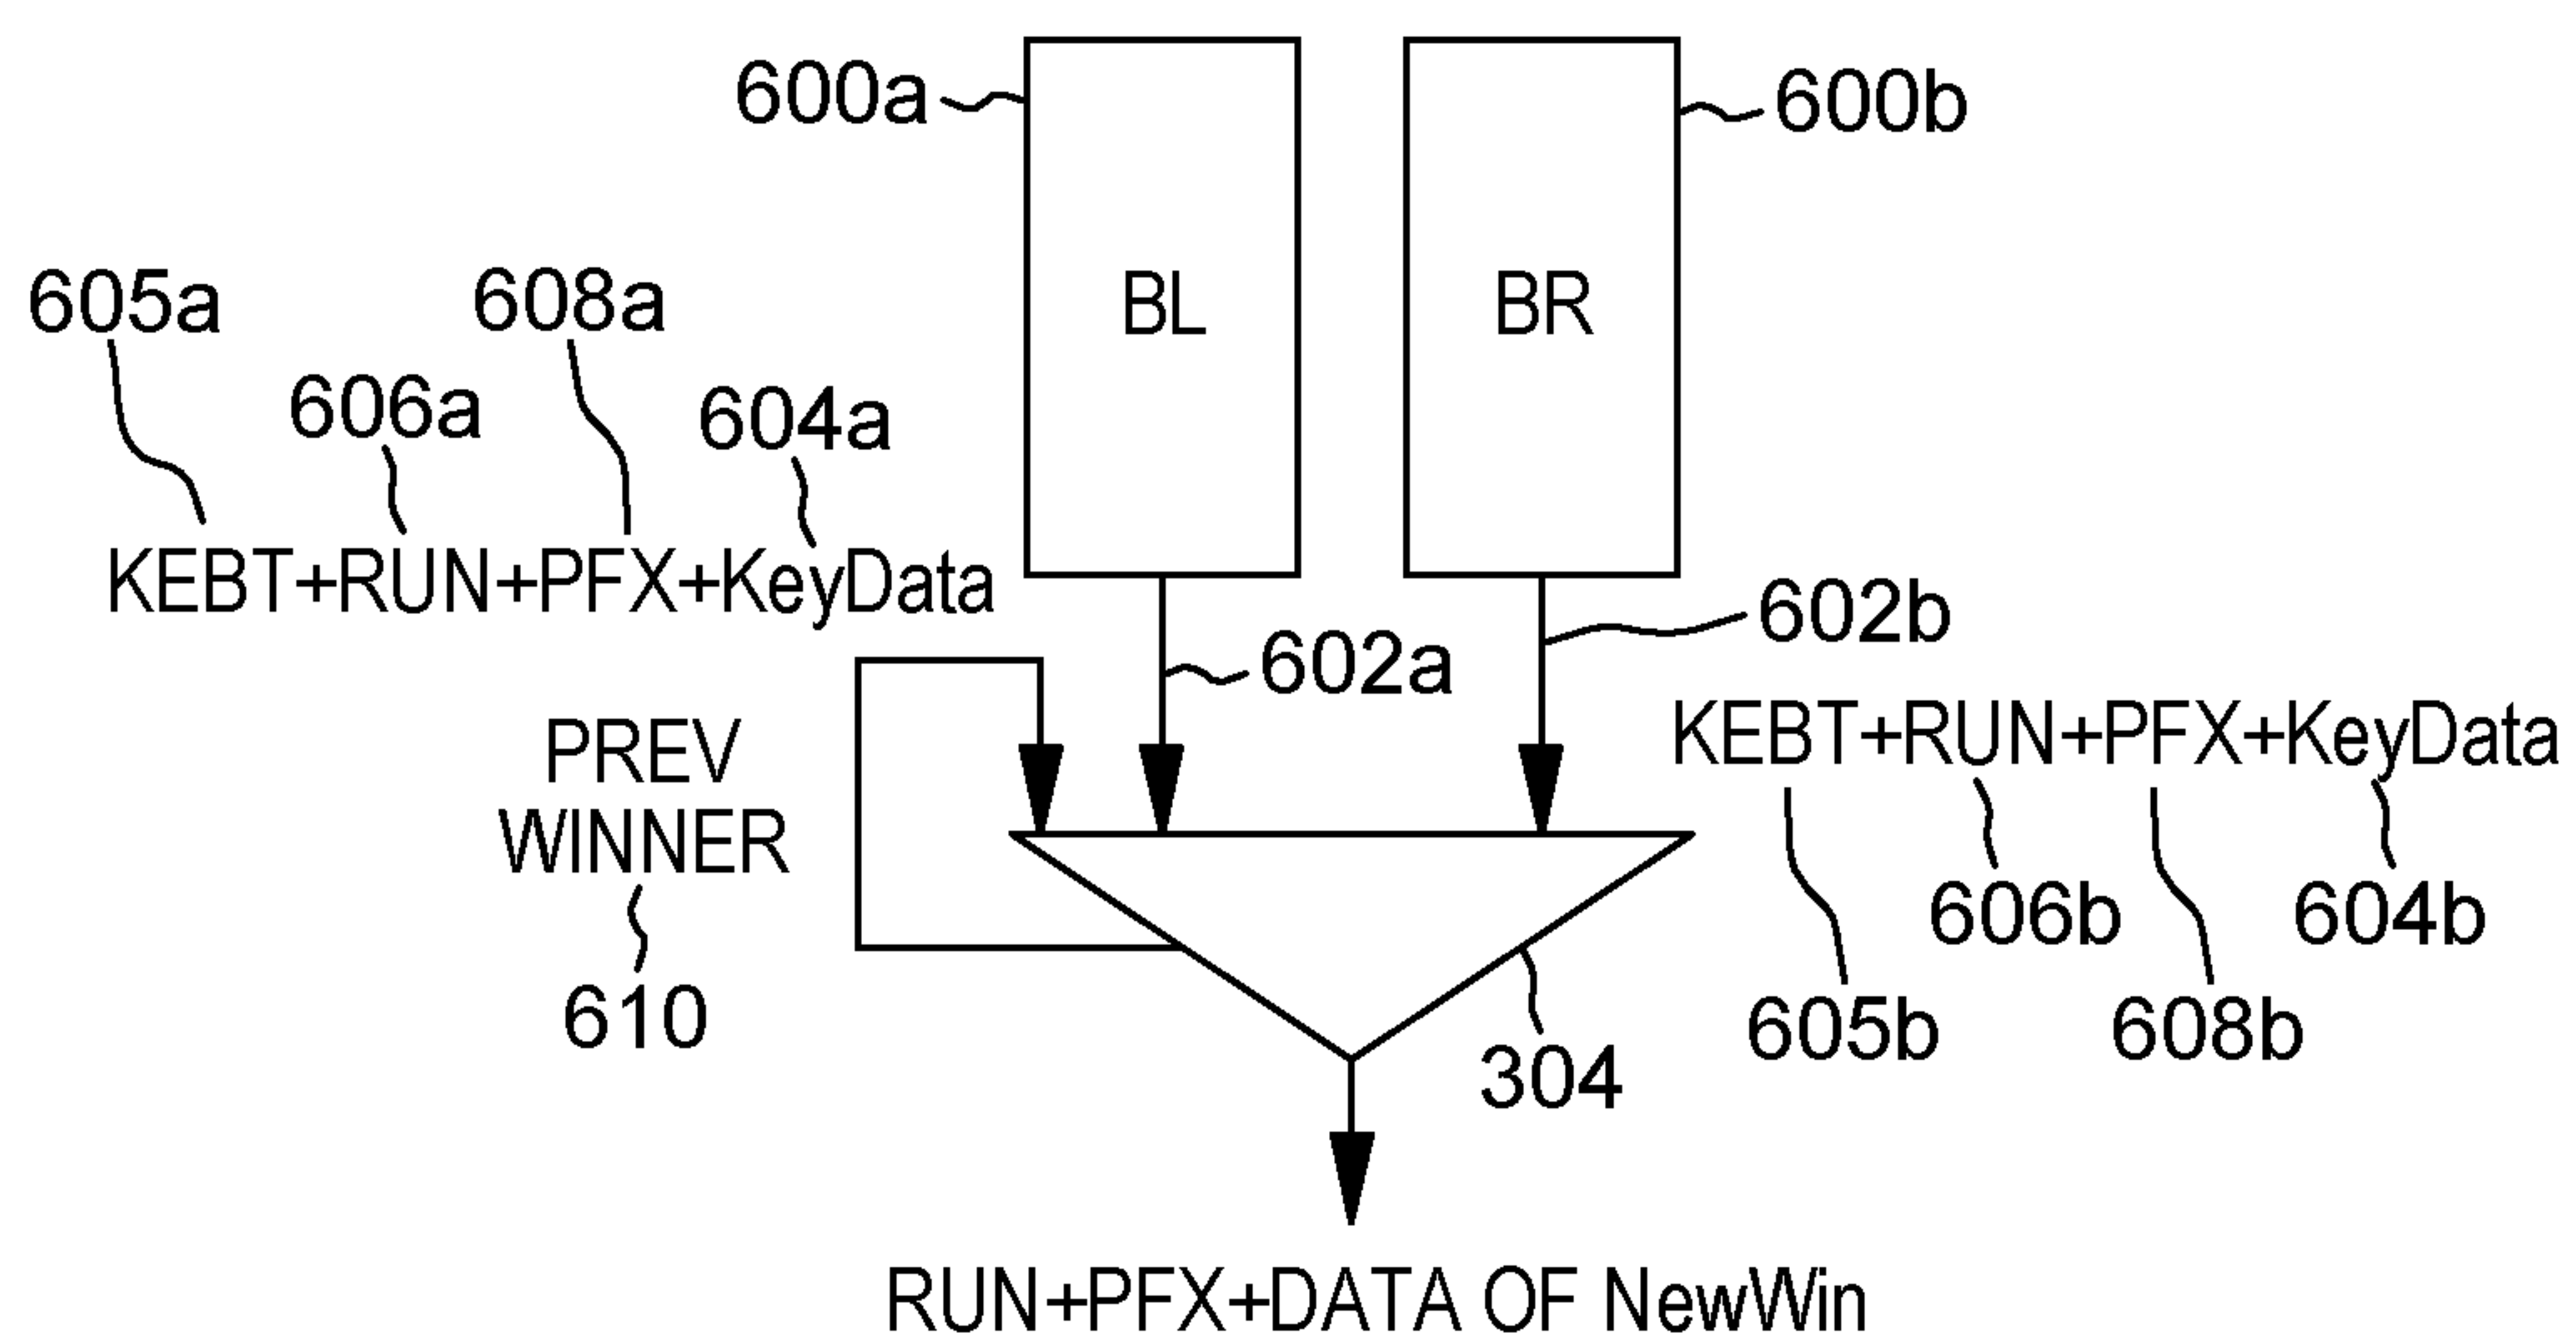 600a
600b
BL
BR
605a
608a
606a
604a
KEBT+RUN+PFX+KeyData
602b
602a
KEBT+RUN+PFX+KeyData
PREV
WINNER
606b
604b
610
605b
608b
304
RUN+PFX+DATA OF NewWin